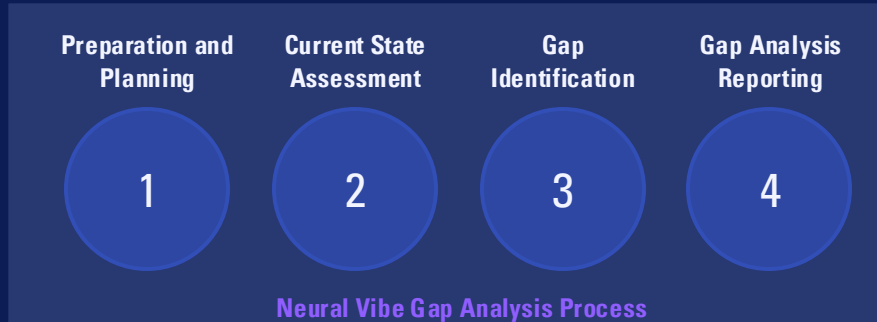 Preparation and
Planning
Current State
Assessment
Gap
Identification
Gap Analysis
Reporting
1
2
3
4
Neural Vibe Gap Analysis Process